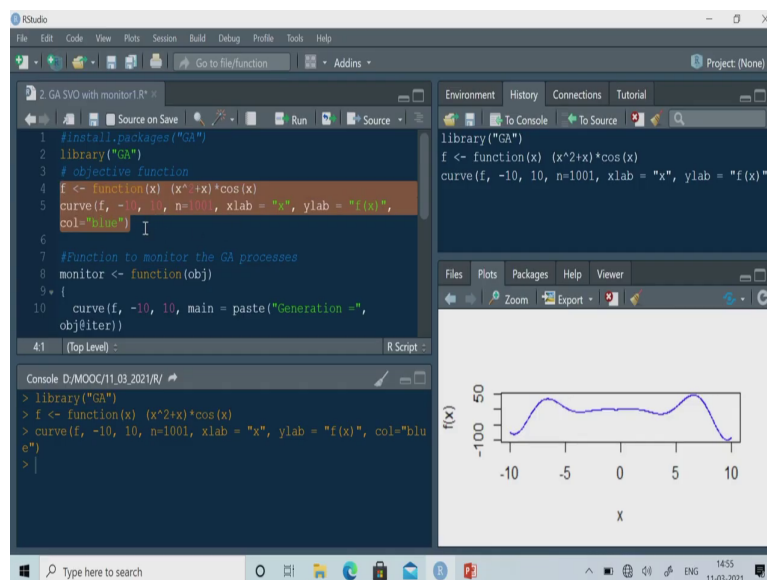 RStudio
File Edit Code View Plots Session Build Debug Profile Tools Help
Go to file/function Addins Project: (None)
2. GA SVO with monitor1.R*
Source on Save Run Source
1 #install.packages("GA")
2 library("GA")
3 # objective function
4 f <- function(x) (x^2+x)*cos(x)
5 curve(f, -10, 10, n=1001, xlab = "x", ylab = "f(x)",
col="blue")
6
7 #Function to monitor the GA processes
8 monitor <- function(obj)
9 {
10 curve(f, -10, 10, main = paste("Generation =",
obj@iter))
4:1 (Top Level) R Script
Console D:/MOOC/11_03_2021/R/
> library("GA")
> f <- function(x) (x^2+x)*cos(x)
> curve(f, -10, 10, n=1001, xlab = "x", ylab = "f(x)", col="blu
e")
>
Environment History Connections Tutorial
To Console To Source
library("GA")
f <- function(x) (x^2+x)*cos(x)
curve(f, -10, 10, n=1001, xlab = "x", ylab = "f(x)"
Files Plots Packages Help Viewer
Zoom Export
f(x)
50
-100
-10 -5 0 5 10
x
Type here to search
ENG
14:55
11-03-2021